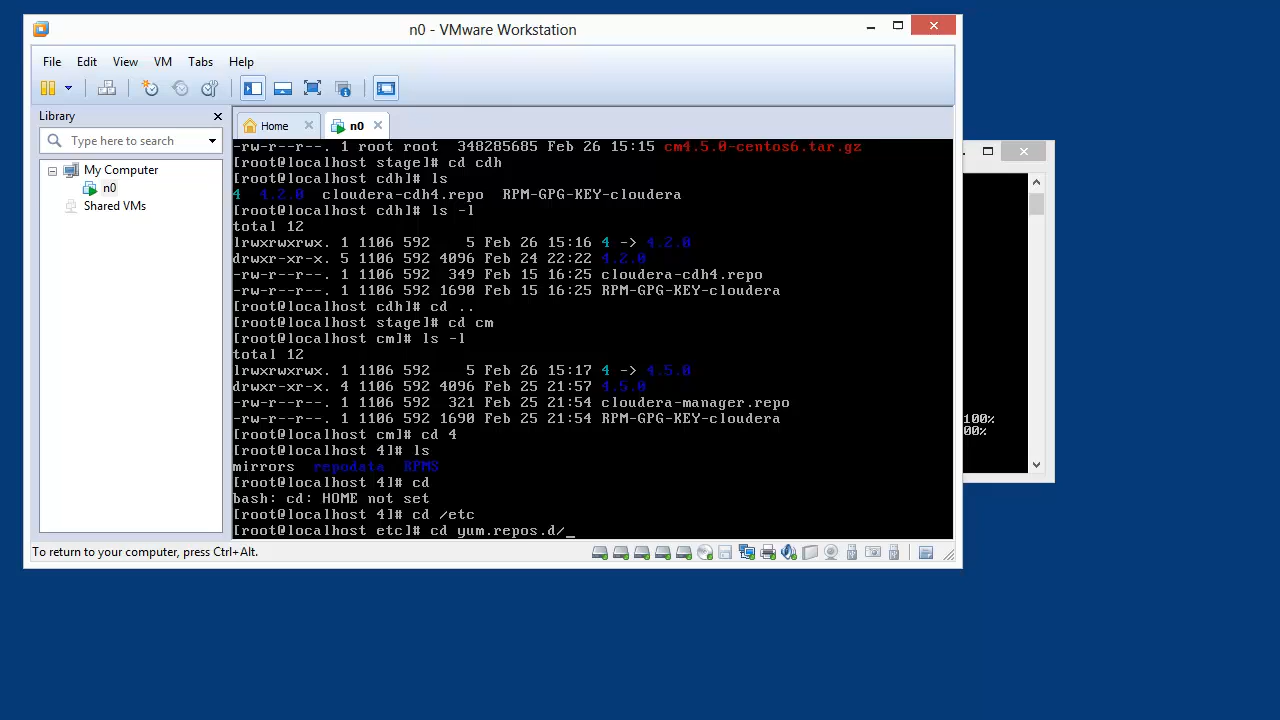 n0 - VMware Workstation
File Edit View VM Tabs Help
Library
Type here to search
My Computer
n0
Shared VMs
Home
n0
-rw-r--r--. 1 root root  348285685 Feb 26 15:15 cm4.5.0-centos6.tar.gz
[root@localhost stage]# cd cdh
[root@localhost cdh]# ls
4  4.2.0  cloudera-cdh4.repo  RPM-GPG-KEY-cloudera
[root@localhost cdh]# ls -l
total 12
lrwxrwxrwx. 1 1106 592    5 Feb 26 15:16 4 -> 4.2.0
drwxr-xr-x. 5 1106 592 4096 Feb 24 22:22 4.2.0
-rw-r--r--. 1 1106 592  349 Feb 15 16:25 cloudera-cdh4.repo
-rw-r--r--. 1 1106 592 1690 Feb 15 16:25 RPM-GPG-KEY-cloudera
[root@localhost cdh]# cd ..
[root@localhost stage]# cd cm
[root@localhost cm]# ls -l
total 12
lrwxrwxrwx. 1 1106 592    5 Feb 26 15:17 4 -> 4.5.0
drwxr-xr-x. 4 1106 592 4096 Feb 25 21:57 4.5.0
-rw-r--r--. 1 1106 592  321 Feb 25 21:54 cloudera-manager.repo
-rw-r--r--. 1 1106 592 1690 Feb 25 21:54 RPM-GPG-KEY-cloudera
[root@localhost cm]# cd 4
[root@localhost 4]# ls
mirrors  repodata  RPMS
[root@localhost 4]# cd
bash: cd: HOME not set
[root@localhost 4]# cd /etc
[root@localhost etc]# cd yum.repos.d/_
100%
00%
To return to your computer, press Ctrl+Alt.